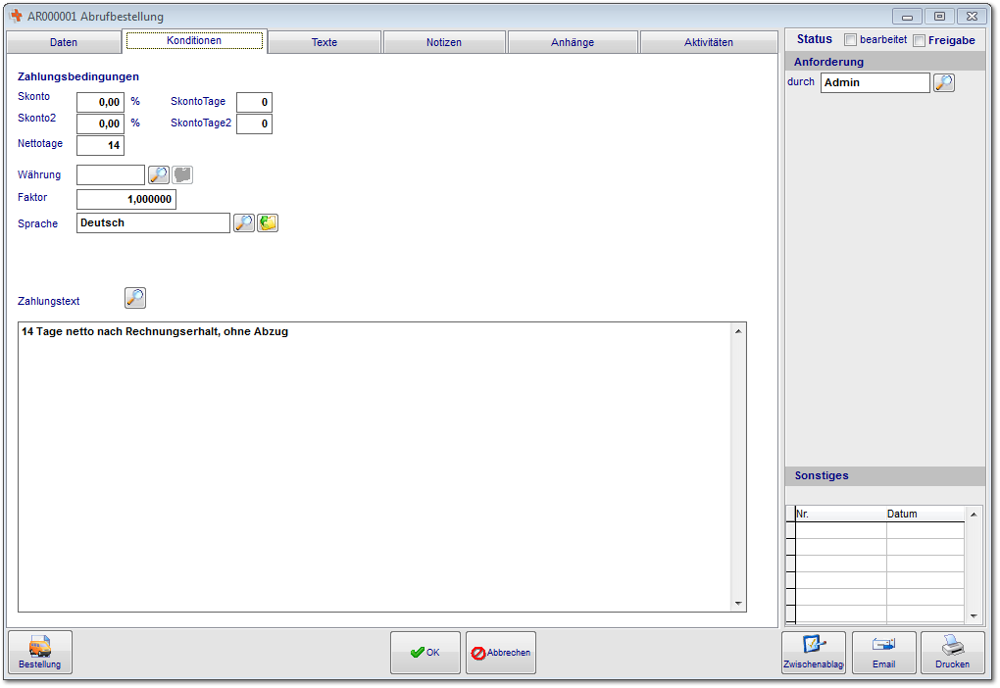 AR000001 Abrufbestellung
Daten
Konditionen
Texte
Notizen
Anhänge
Aktivitäten
Status bearbeitet Freigabe
Anforderung
durch Admin
Zahlungsbedingungen
Skonto 0,00 % SkontoTage 0
Skonto2 0,00 % SkontoTage2 0
Nettotage 14
Währung
Faktor 1,000000
Sprache Deutsch
Zahlungstext
14 Tage netto nach Rechnungserhalt, ohne Abzug
Sonstiges
Nr. Datum
Bestellung
OK
Abbrechen
Zwischenablag
Email
Drucken